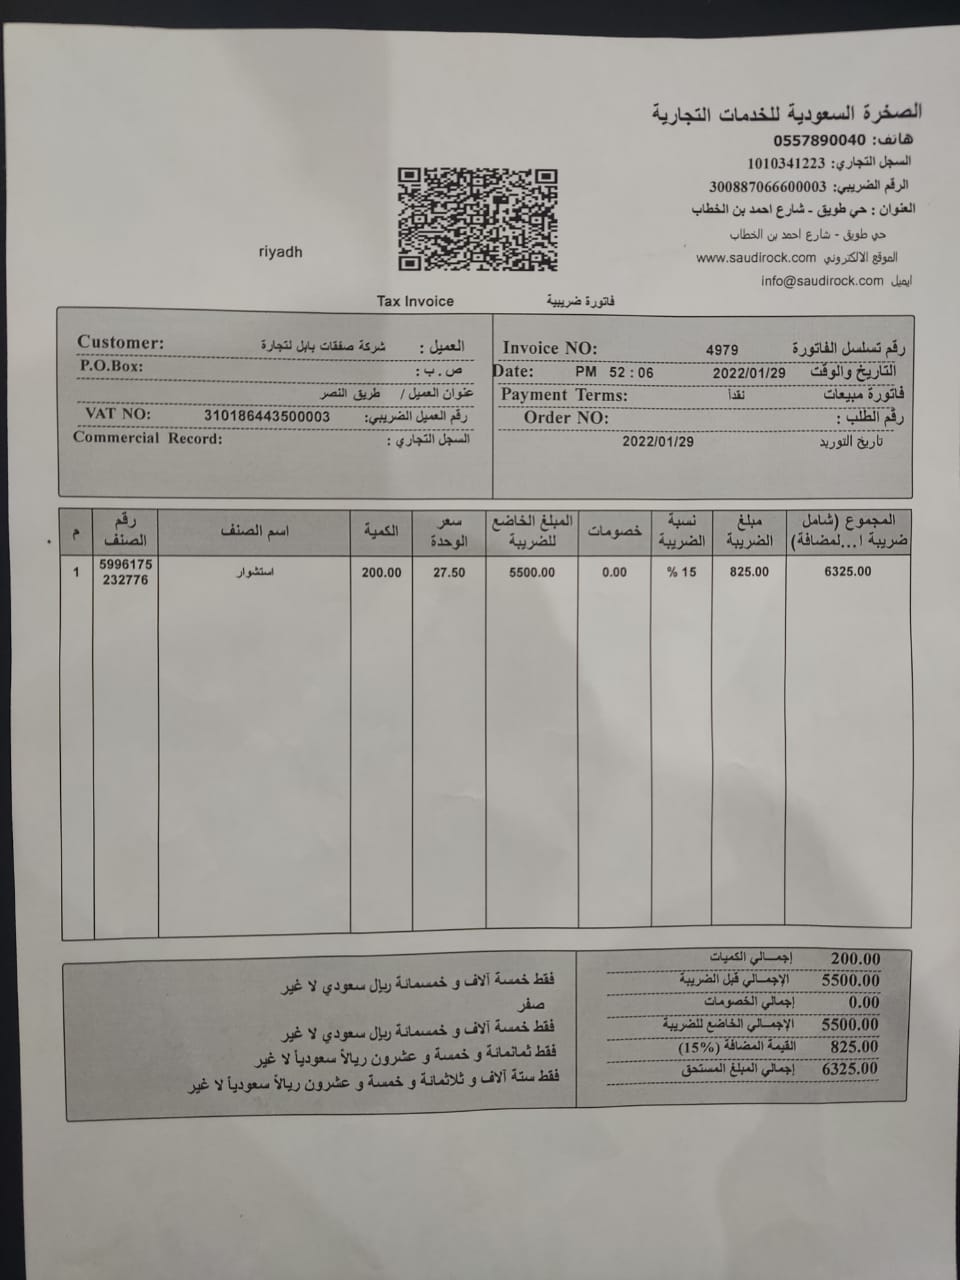 الصخرة السعودية للخدمات التجارية
هاتف: 0557890040
السجل التجاري: 1010341223
الرقم الضريبي: 300887066600003
العنوان : حي طويق - شارع احمد بن الخطاب
حي طويق - شارع احمد بن الخطاب
الموقع الالكتروني www.saudirock.com
ايميل info@saudirock.com
riyadh
فاتورة ضريبية Tax Invoice
رقم تسلسل الفاتورة 4979 Invoice NO:
التاريخ والوقت 2022/01/29 PM 52 : 06 Date:
فاتورة مبيعات نقداً Payment Terms:
رقم الطلب : Order NO:
تاريخ التوريد 2022/01/29
العميل : شركة صفقات بابل لتجارة Customer:
ص . ب : P.O.Box:
عنوان العميل / طريق النصر
رقم العميل الضريبي: 310186443500003 VAT NO:
السجل التجاري : Commercial Record:
م رقم الصنف اسم الصنف الكمية سعر الوحدة المبلغ الخاضع للضريبة خصومات نسبة الضريبة مبلغ الضريبة المجموع (شامل ضريبة ا...لمضافة)
1 5996175 232776 استشوار 200.00 27.50 5500.00 0.00 15 % 825.00 6325.00
إجمـــالي الكميات 200.00
الإجمـــالي قبل الضريبة 5500.00
إجمالي الخصومات 0.00
الإجمـــالي الخاضع للضريبة 5500.00
القيمة المضافة (15%) 825.00
إجمالي المبلغ المستحق 6325.00
فقط خمسة آلاف و خمسمانة ريال سعودي لا غير
صفر
فقط خمسة آلاف و خمسمانة ريال سعودي لا غير
فقط ثمانمانة و خمسة و عشرون ريالاً سعودياً لا غير
فقط ستة آلاف و ثلاثمانة و خمسة و عشرون ريالاً سعودياً لا غير